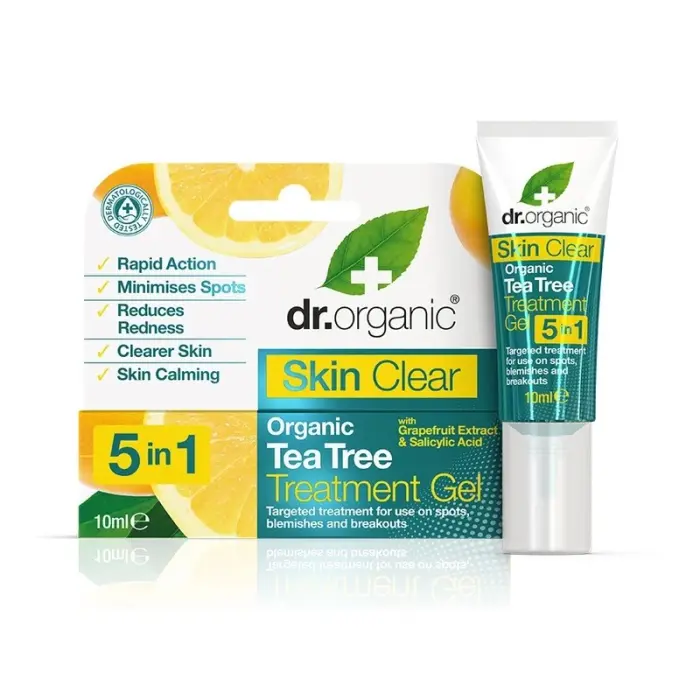 DERMATOLOGICALLY TESTED
✓ Rapid Action
✓ Minimises Spots
✓ Reduces
Redness
✓ Clearer Skin
✓ Skin Calming
5 in 1
10ml℮
dr.organic®
Skin Clear
Organic
Tea Tree
Treatment Gel
with
Grapefruit Extract
& Salicylic Acid
Targeted treatment for use on spots,
blemishes and breakouts
dr.organic®
Skin Clear
Organic
Tea Tree
Treatment
Gel 5 in 1
Targeted treatment
for use on spots,
blemishes and
breakouts
10ml℮